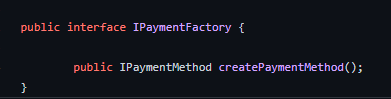 public interface IPaymentFactory {
public IPaymentMethod createPaymentMethod();
}